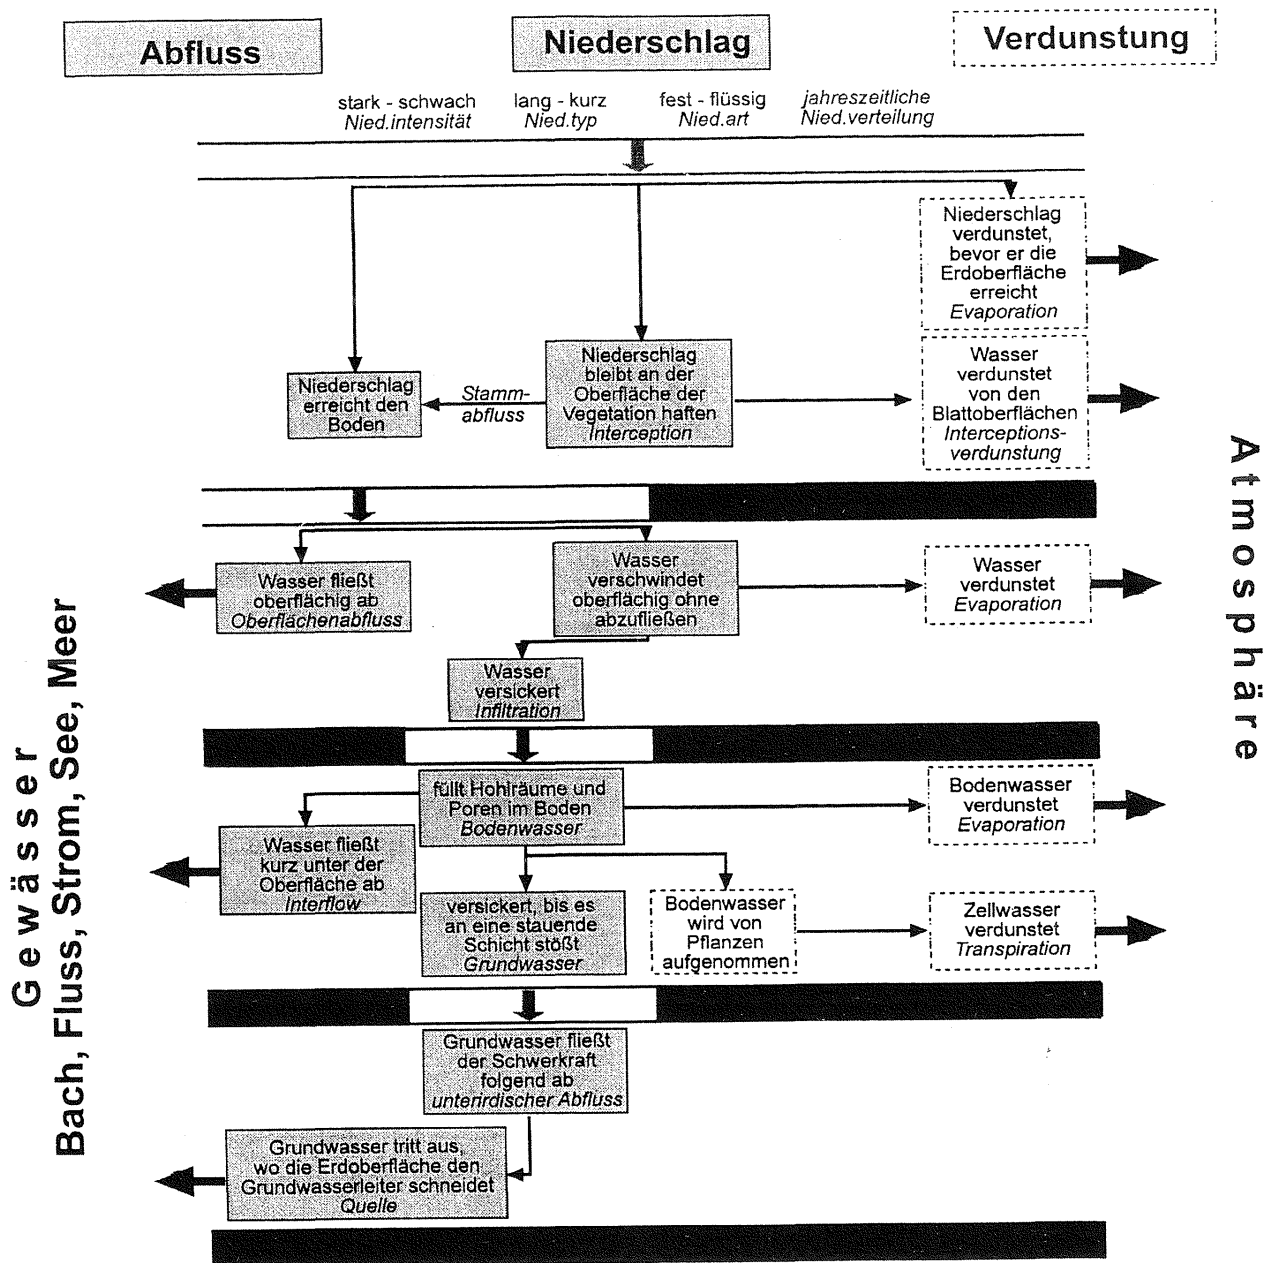 Abfluss
Niederschlag
Verdunstung
stark - schwach
Nied.intensität
lang - kurz
Nied.typ
fest - flüssig
Nied.art
jahreszeitliche
Nied.verteilung
Niederschlag
verdunstet,
bevor er die
Erdoberfläche
erreicht
Evaporation
Niederschlag
erreicht den
Boden
Stamm-
abfluss
Niederschlag
bleibt an der
Oberfläche der
Vegetation haften
Interception
Wasser
verdunstet
von den
Blattoberflächen
Interceptions-
verdunstung
Wasser fließt
oberflächig ab
Oberflächenabfluss
Wasser
verschwindet
oberflächig ohne
abzufließen
Wasser
verdunstet
Evaporation
Wasser
versickert
Infiltration
füllt Hohlräume und
Poren im Boden
Bodenwasser
Bodenwasser
verdunstet
Evaporation
Wasser fließt
kurz unter der
Oberfläche ab
Interflow
versickert, bis es
an eine stauende
Schicht stößt
Grundwasser
Bodenwasser
wird von
Pflanzen
aufgenommen
Zellwasser
verdunstet
Transpiration
Grundwasser fließt
der Schwerkraft
folgend ab
unterirdischer Abfluss
Grundwasser tritt aus,
wo die Erdoberfläche den
Grundwasserleiter schneidet
Quelle
Gewässer
Bach, Fluss, Strom, See, Meer
Atmosphäre